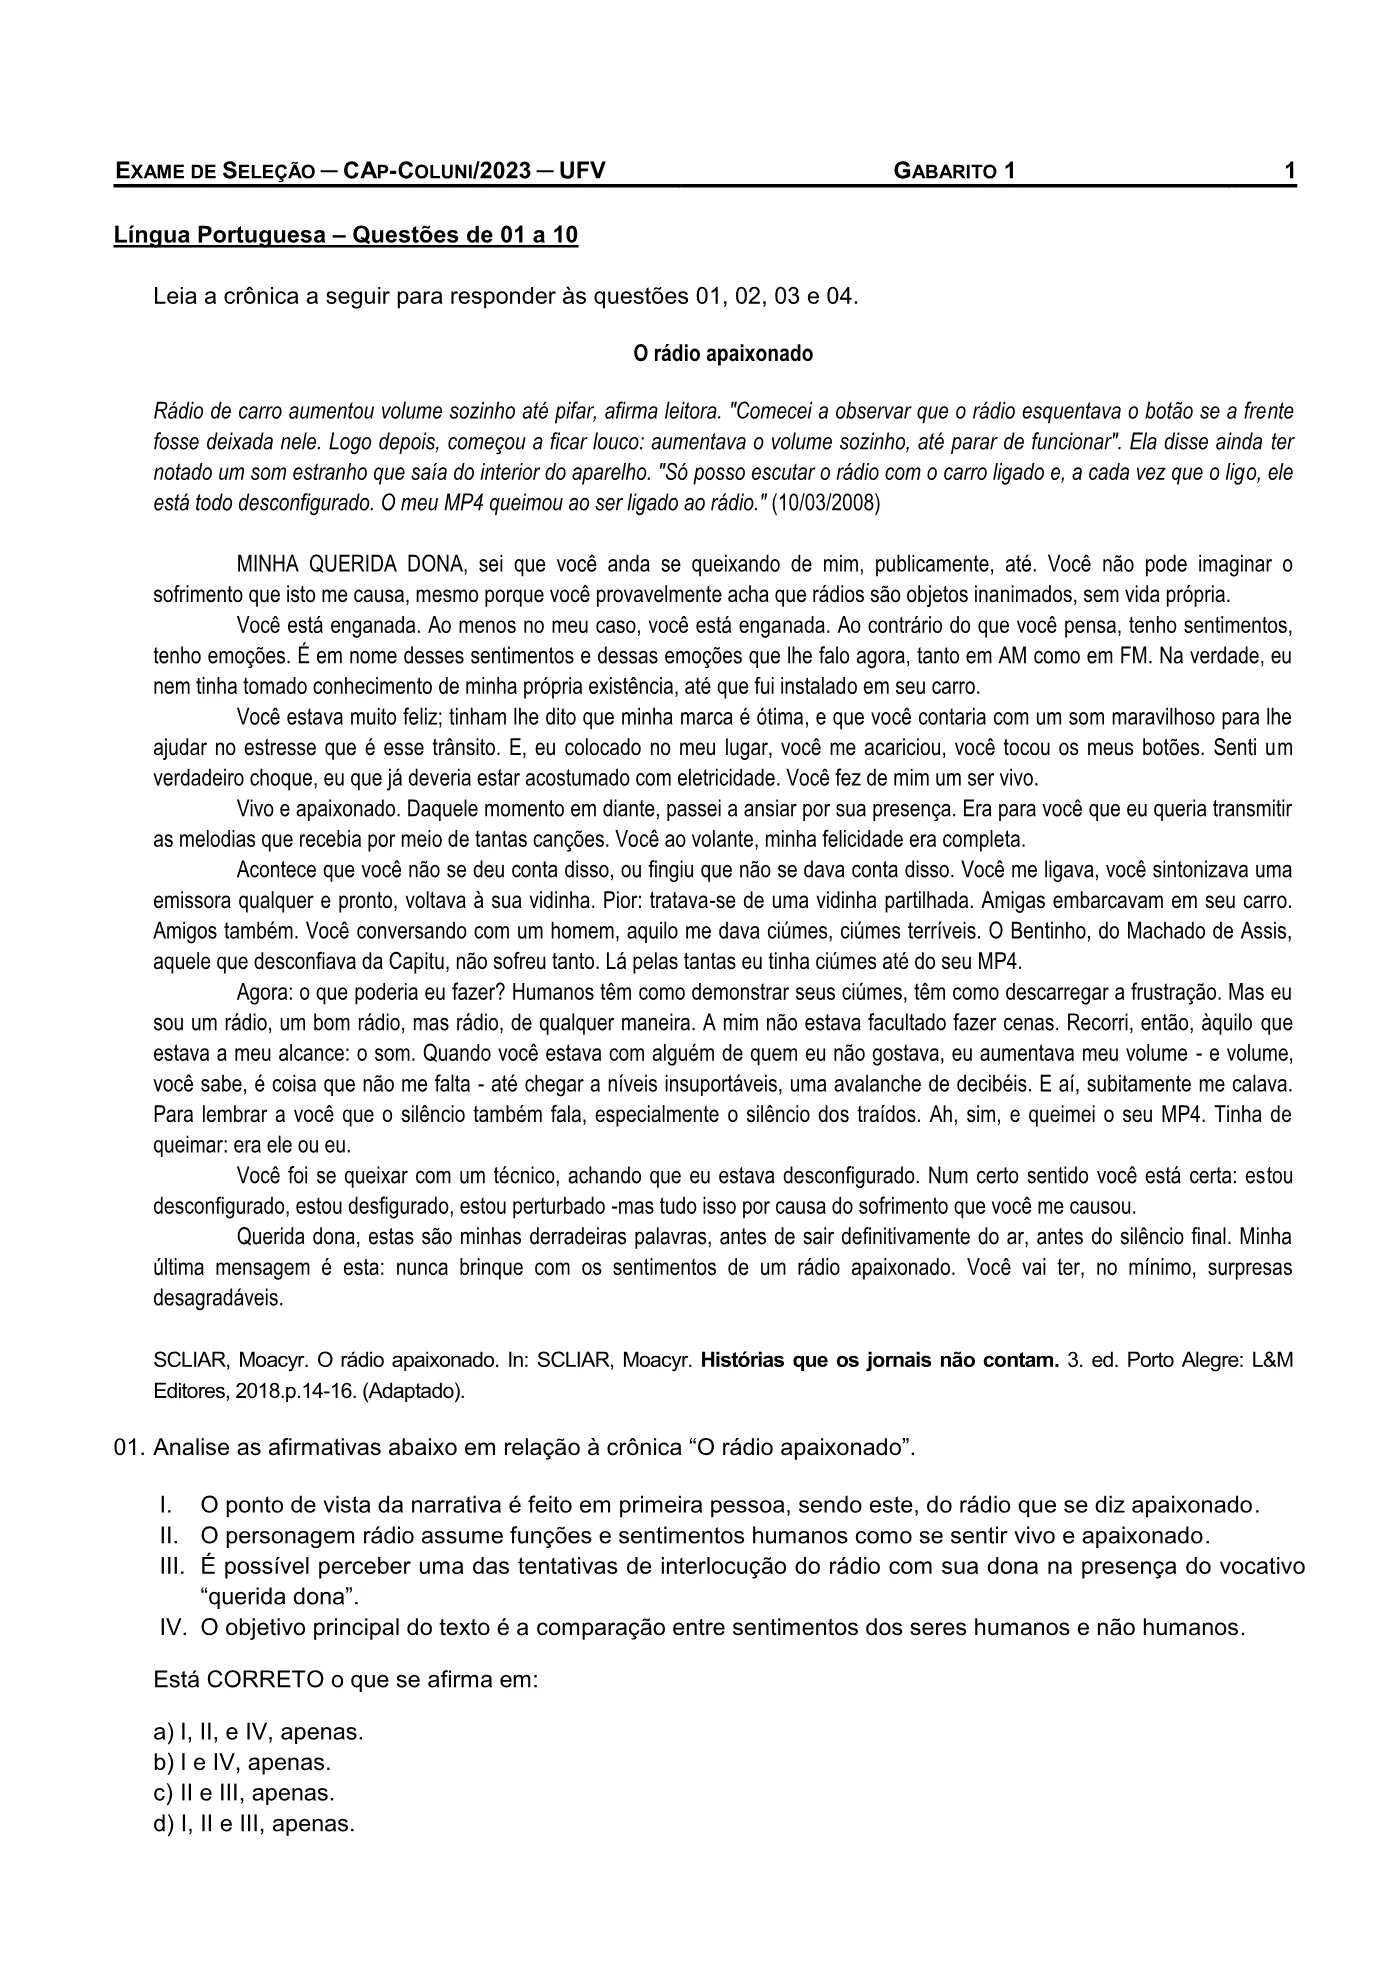 EXAME DE SELEÇÃO — CAP-COLUNI/2023 — UFV GABARITO 1 1
Língua Portuguesa – Questões de 01 a 10
Leia a crônica a seguir para responder às questões 01, 02, 03 e 04.
O rádio apaixonado
Rádio de carro aumentou volume sozinho até pifar, afirma leitora. "Comecei a observar que o rádio esquentava o botão se a frente
fosse deixada nele. Logo depois, começou a ficar louco: aumentava o volume sozinho, até parar de funcionar". Ela disse ainda ter
notado um som estranho que saía do interior do aparelho. "Só posso escutar o rádio com o carro ligado e, a cada vez que o ligo, ele
está todo desconfigurado. O meu MP4 queimou ao ser ligado ao rádio." (10/03/2008)
MINHA QUERIDA DONA, sei que você anda se queixando de mim, publicamente, até. Você não pode imaginar o
sofrimento que isto me causa, mesmo porque você provavelmente acha que rádios são objetos inanimados, sem vida própria.
Você está enganada. Ao menos no meu caso, você está enganada. Ao contrário do que você pensa, tenho sentimentos,
tenho emoções. É em nome desses sentimentos e dessas emoções que lhe falo agora, tanto em AM como em FM. Na verdade, eu
nem tinha tomado conhecimento de minha própria existência, até que fui instalado em seu carro.
Você estava muito feliz; tinham lhe dito que minha marca é ótima, e que você contaria com um som maravilhoso para lhe
ajudar no estresse que é esse trânsito. E, eu colocado no meu lugar, você me acariciou, você tocou os meus botões. Senti um
verdadeiro choque, eu que já deveria estar acostumado com eletricidade. Você fez de mim um ser vivo.
Vivo e apaixonado. Daquele momento em diante, passei a ansiar por sua presença. Era para você que eu queria transmitir
as melodias que recebia por meio de tantas canções. Você ao volante, minha felicidade era completa.
Acontece que você não se deu conta disso, ou fingiu que não se dava conta disso. Você me ligava, você sintonizava uma
emissora qualquer e pronto, voltava à sua vidinha. Pior: tratava-se de uma vidinha partilhada. Amigas embarcavam em seu carro.
Amigos também. Você conversando com um homem, aquilo me dava ciúmes, ciúmes terríveis. O Bentinho, do Machado de Assis,
aquele que desconfiava da Capitu, não sofreu tanto. Lá pelas tantas eu tinha ciúmes até do seu MP4.
Agora: o que poderia eu fazer? Humanos têm como demonstrar seus ciúmes, têm como descarregar a frustração. Mas eu
sou um rádio, um bom rádio, mas rádio, de qualquer maneira. A mim não estava facultado fazer cenas. Recorri, então, àquilo que
estava a meu alcance: o som. Quando você estava com alguém de quem eu não gostava, eu aumentava meu volume - e volume,
você sabe, é coisa que não me falta - até chegar a níveis insuportáveis, uma avalanche de decibéis. E aí, subitamente me calava.
Para lembrar a você que o silêncio também fala, especialmente o silêncio dos traídos. Ah, sim, e queimei o seu MP4. Tinha de
queimar: era ele ou eu.
Você foi se queixar com um técnico, achando que eu estava desconfigurado. Num certo sentido você está certa: estou
desconfigurado, estou desfigurado, estou perturbado -mas tudo isso por causa do sofrimento que você me causou.
Querida dona, estas são minhas derradeiras palavras, antes de sair definitivamente do ar, antes do silêncio final. Minha
última mensagem é esta: nunca brinque com os sentimentos de um rádio apaixonado. Você vai ter, no mínimo, surpresas
desagradáveis.
SCLIAR, Moacyr. O rádio apaixonado. In: SCLIAR, Moacyr. Histórias que os jornais não contam. 3. ed. Porto Alegre: L&M
Editores, 2018.p.14-16. (Adaptado).
01. Analise as afirmativas abaixo em relação à crônica “O rádio apaixonado”.
I. O ponto de vista da narrativa é feito em primeira pessoa, sendo este, do rádio que se diz apaixonado.
II. O personagem rádio assume funções e sentimentos humanos como se sentir vivo e apaixonado.
III. É possível perceber uma das tentativas de interlocução do rádio com sua dona na presença do vocativo
“querida dona”.
IV. O objetivo principal do texto é a comparação entre sentimentos dos seres humanos e não humanos.
Está CORRETO o que se afirma em:
a) I, II, e IV, apenas.
b) I e IV, apenas.
c) II e III, apenas.
d) I, II e III, apenas.